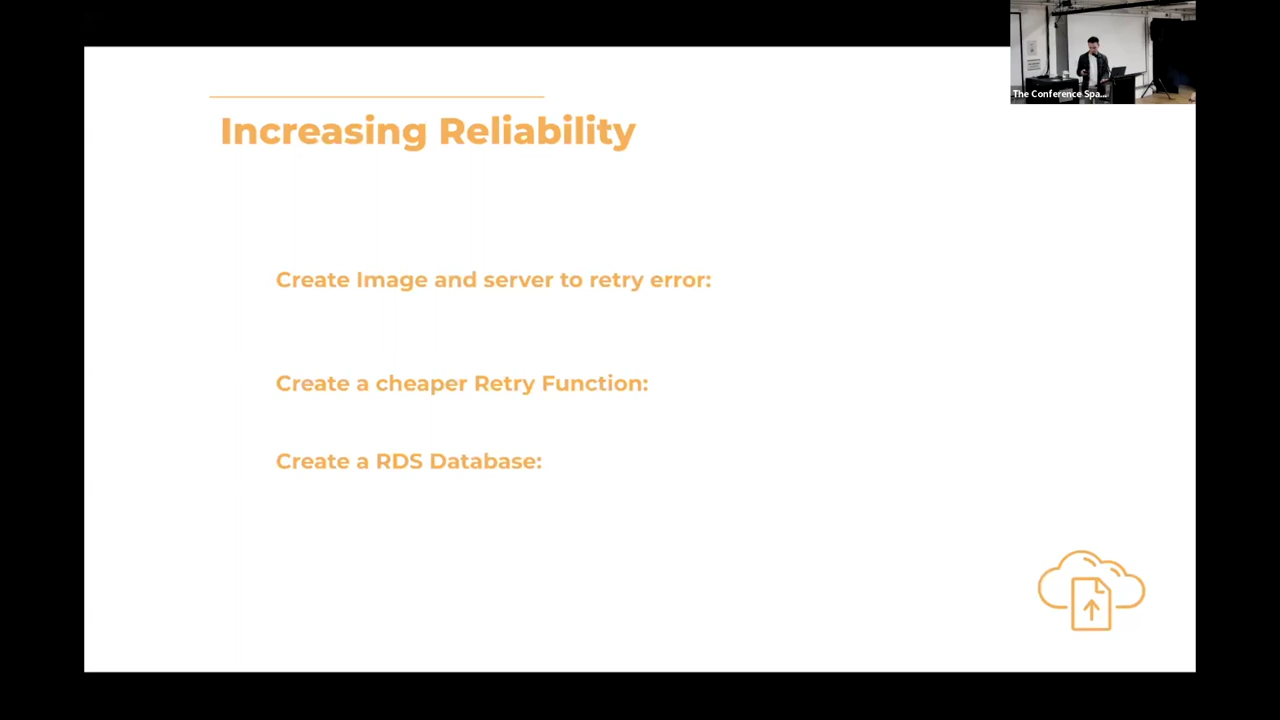 The Conference Spa...
Increasing Reliability
Create Image and server to retry error:
Create a cheaper Retry Function:
Create a RDS Database: